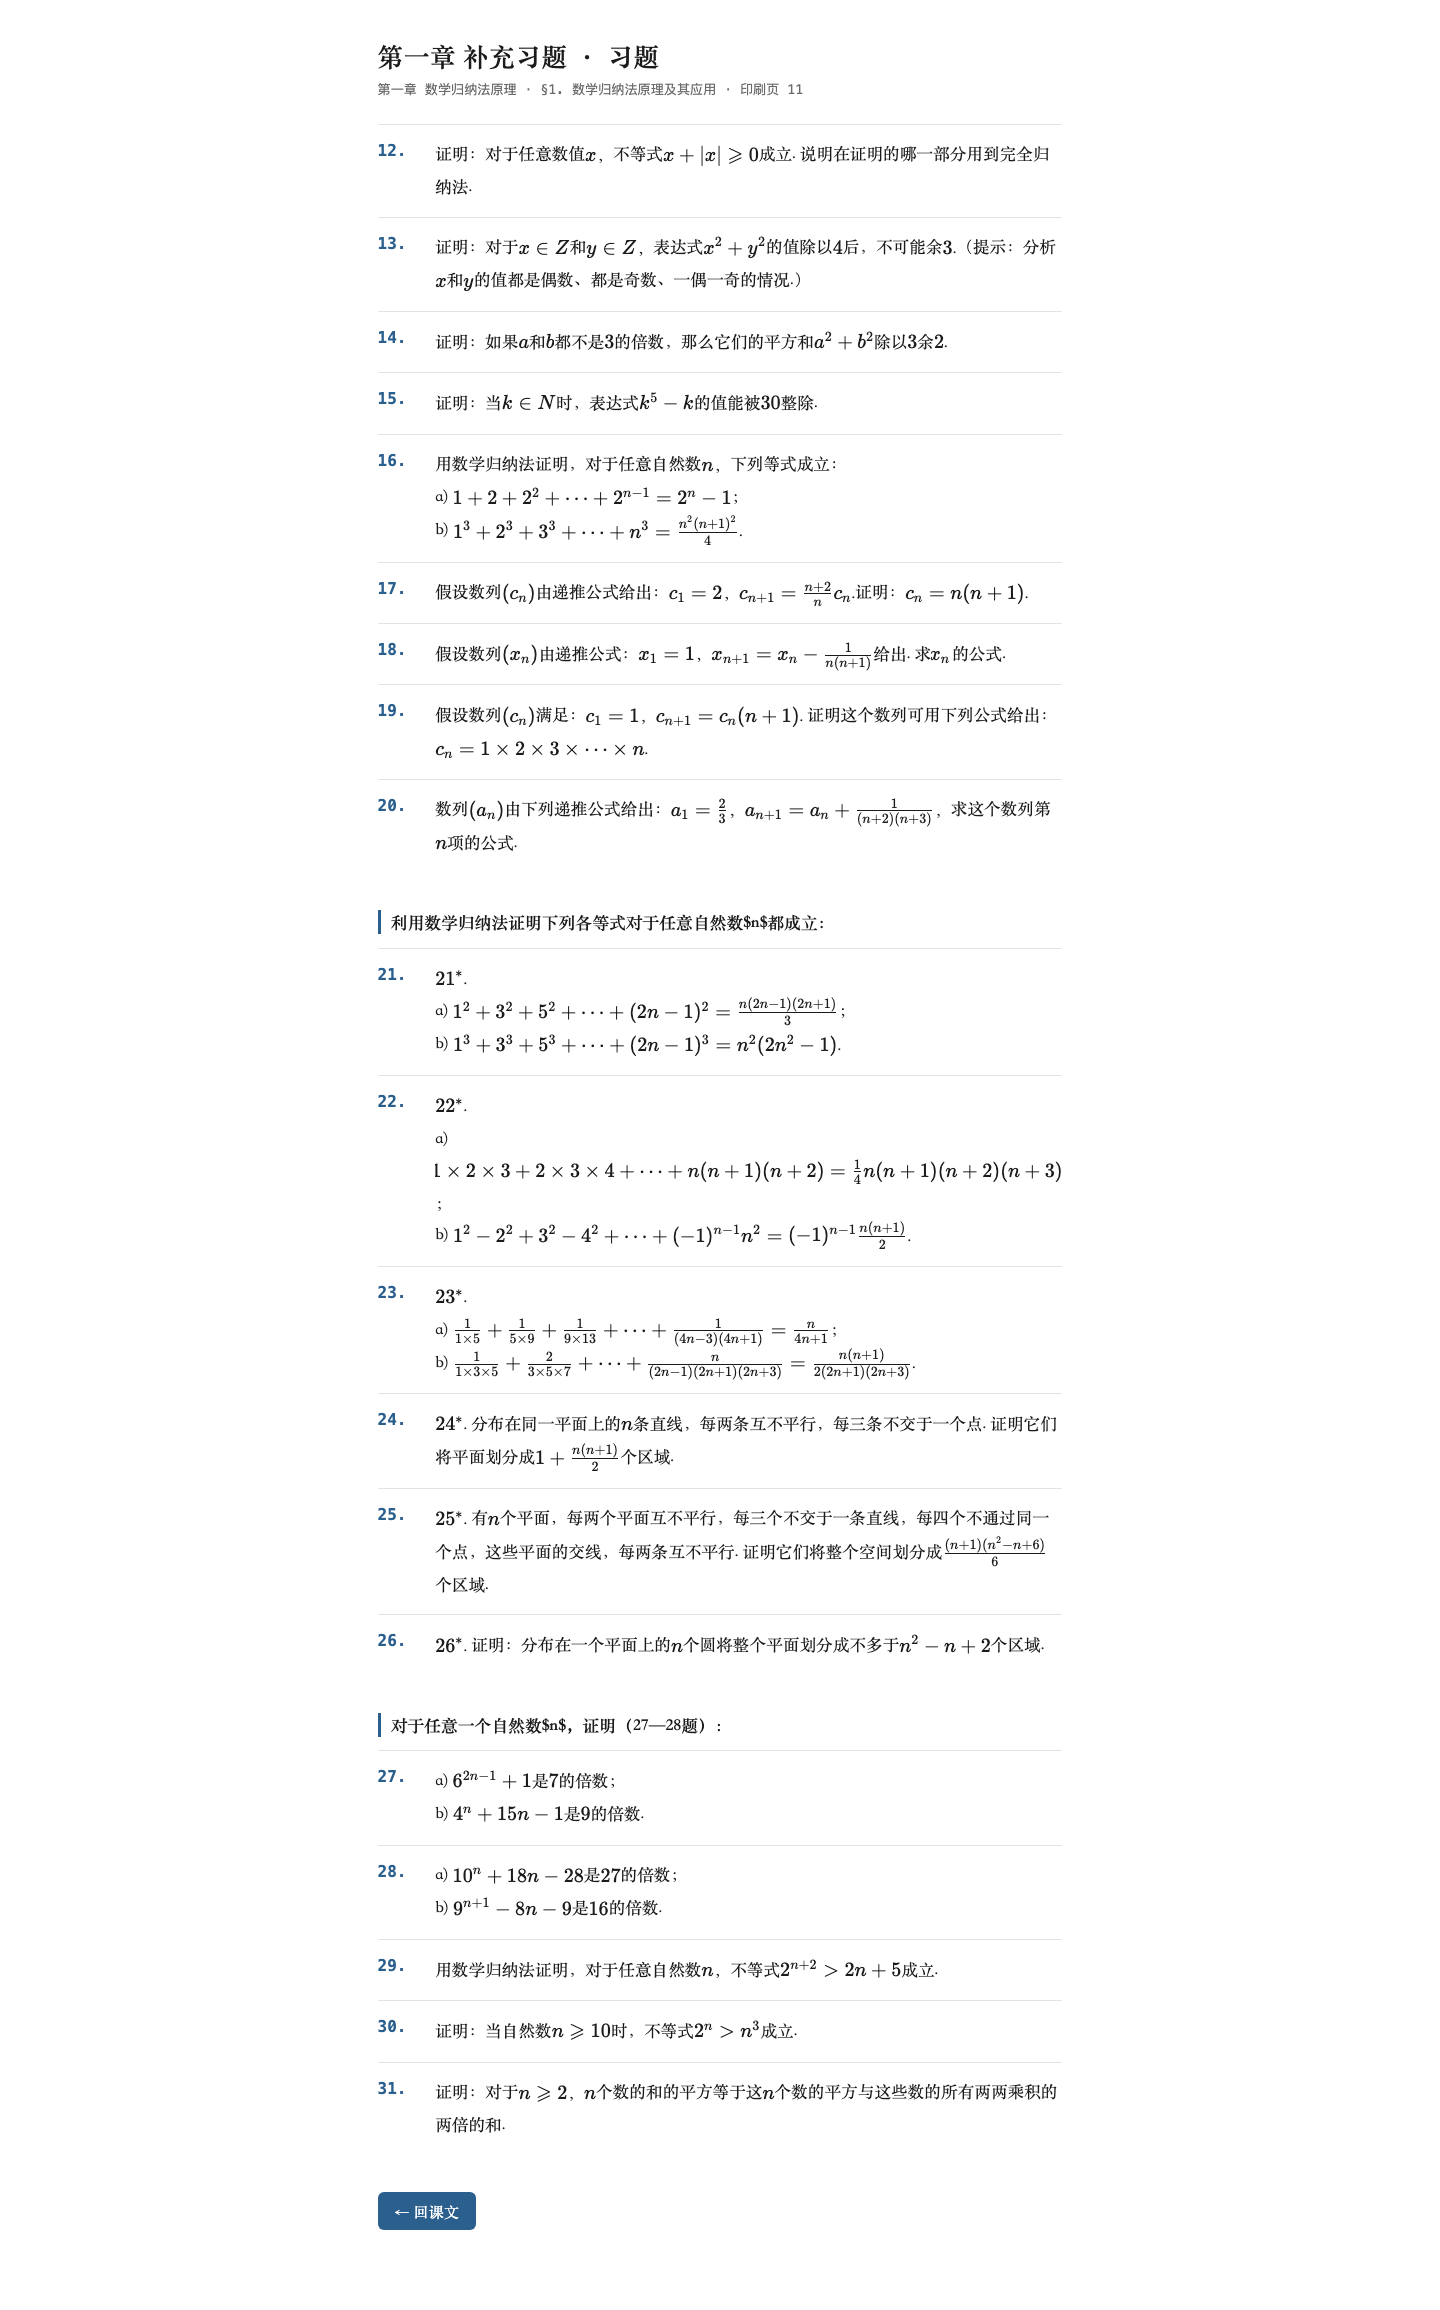 第一章 补充习题 · 习题
第一章 数学归纳法原理 · §1. 数学归纳法原理及其应用 · 印刷页 11
12. 证明：对于任意数值x，不等式x + |x| ⩾ 0成立. 说明在证明的哪一部分用到完全归
纳法.
13. 证明：对于x ∈ Z和y ∈ Z，表达式x² + y²的值除以4后，不可能余3.（提示：分析
x和y的值都是偶数、都是奇数、一偶一奇的情况.）
14. 证明：如果a和b都不是3的倍数，那么它们的平方和a² + b²除以3余2.
15. 证明：当k ∈ N时，表达式k⁵ − k的值能被30整除.
16. 用数学归纳法证明，对于任意自然数n，下列等式成立：
a) 1 + 2 + 2² + ⋯ + 2ⁿ⁻¹ = 2ⁿ − 1；
b) 1³ + 2³ + 3³ + ⋯ + n³ = n²(n+1)²/4.
17. 假设数列(cₙ)由递推公式给出：c₁ = 2，cₙ₊₁ = (n+2)/n cₙ.证明：cₙ = n(n + 1).
18. 假设数列(xₙ)由递推公式：x₁ = 1，xₙ₊₁ = xₙ − 1/(n(n+1))给出. 求xₙ的公式.
19. 假设数列(cₙ)满足：c₁ = 1，cₙ₊₁ = cₙ(n + 1). 证明这个数列可用下列公式给出：
cₙ = 1 × 2 × 3 × ⋯ × n.
20. 数列(aₙ)由下列递推公式给出：a₁ = 2/3，aₙ₊₁ = aₙ + 1/((n+2)(n+3))，求这个数列第
n项的公式.
利用数学归纳法证明下列各等式对于任意自然数$n$都成立：
21. 21*.
a) 1² + 3² + 5² + ⋯ + (2n − 1)² = n(2n−1)(2n+1)/3；
b) 1³ + 3³ + 5³ + ⋯ + (2n − 1)³ = n²(2n² − 1).
22. 22*.
a)
1 × 2 × 3 + 2 × 3 × 4 + ⋯ + n(n + 1)(n + 2) = 1/4 n(n + 1)(n + 2)(n + 3)
；
b) 1² − 2² + 3² − 4² + ⋯ + (−1)ⁿ⁻¹n² = (−1)ⁿ⁻¹ n(n+1)/2.
23. 23*.
a) 1/(1×5) + 1/(5×9) + 1/(9×13) + ⋯ + 1/((4n−3)(4n+1)) = n/(4n+1)；
b) 1/(1×3×5) + 2/(3×5×7) + ⋯ + n/((2n−1)(2n+1)(2n+3)) = n(n+1)/(2(2n+1)(2n+3)).
24. 24*. 分布在同一平面上的n条直线，每两条互不平行，每三条不交于一个点. 证明它们
将平面划分成1 + n(n+1)/2个区域.
25. 25*. 有n个平面，每两个平面互不平行，每三个不交于一条直线，每四个不通过同一
个点，这些平面的交线，每两条互不平行. 证明它们将整个空间划分成(n+1)(n²−n+6)/6
个区域.
26. 26*. 证明：分布在一个平面上的n个圆将整个平面划分成不多于n² − n + 2个区域.
对于任意一个自然数$n$，证明（27—28题）：
27. a) 6²ⁿ⁻¹ + 1是7的倍数；
b) 4ⁿ + 15n − 1是9的倍数.
28. a) 10ⁿ + 18n − 28是27的倍数；
b) 9ⁿ⁺¹ − 8n − 9是16的倍数.
29. 用数学归纳法证明，对于任意自然数n，不等式2ⁿ⁺² > 2n + 5成立.
30. 证明：当自然数n ⩾ 10时，不等式2ⁿ > n³成立.
31. 证明：对于n ⩾ 2，n个数的和的平方等于这n个数的平方与这些数的所有两两乘积的
两倍的和.
← 回课文